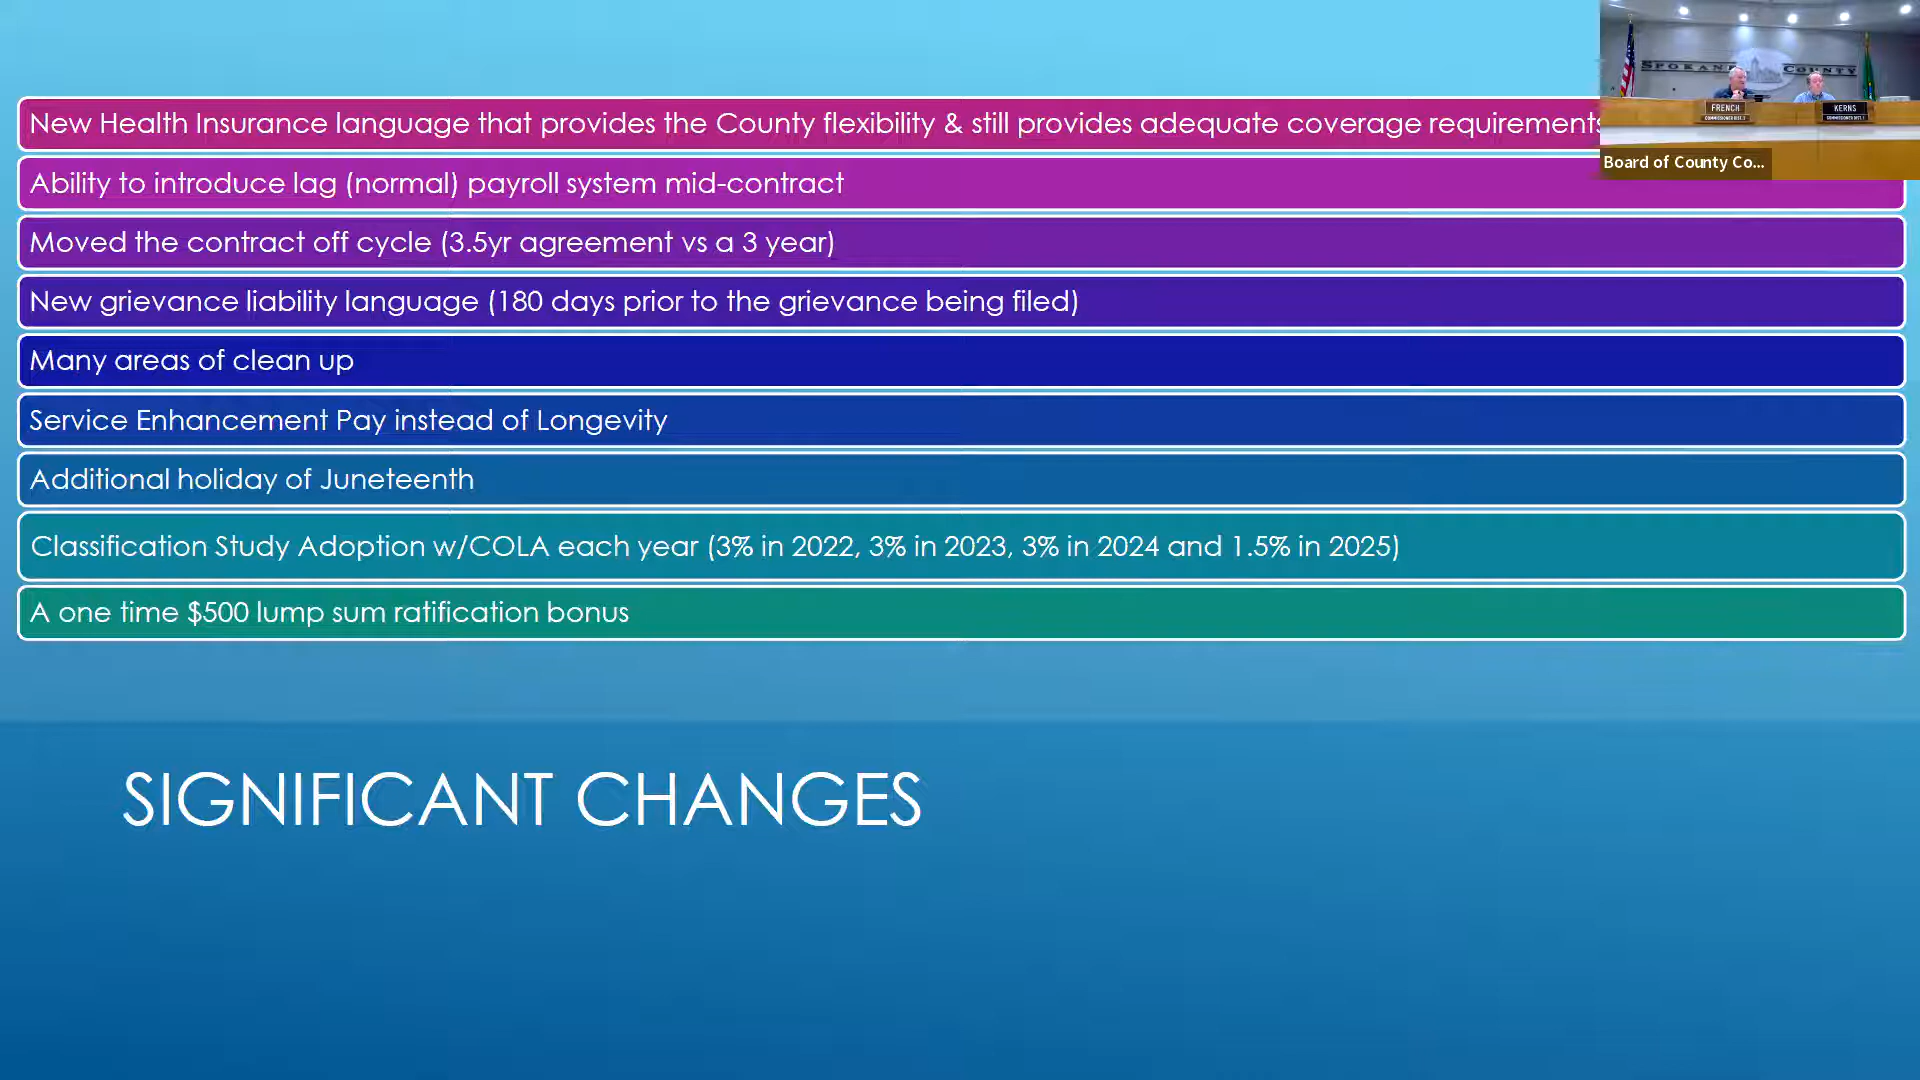 New Health Insurance language that provides the County flexibility & still provides adequate coverage requirements
Ability to introduce lag (normal) payroll system mid-contract
Moved the contract off cycle (3.5yr agreement vs a 3 year)
New grievance liability language (180 days prior to the grievance being filed)
Many areas of clean up
Service Enhancement Pay instead of Longevity
Additional holiday of Juneteenth
Classification Study Adoption w/COLA each year (3% in 2022, 3% in 2023, 3% in 2024 and 1.5% in 2025)
A one time $500 lump sum ratification bonus
SIGNIFICANT CHANGES
SPOKANE COUNTY
FRENCH
KERNS
Board of County Co...